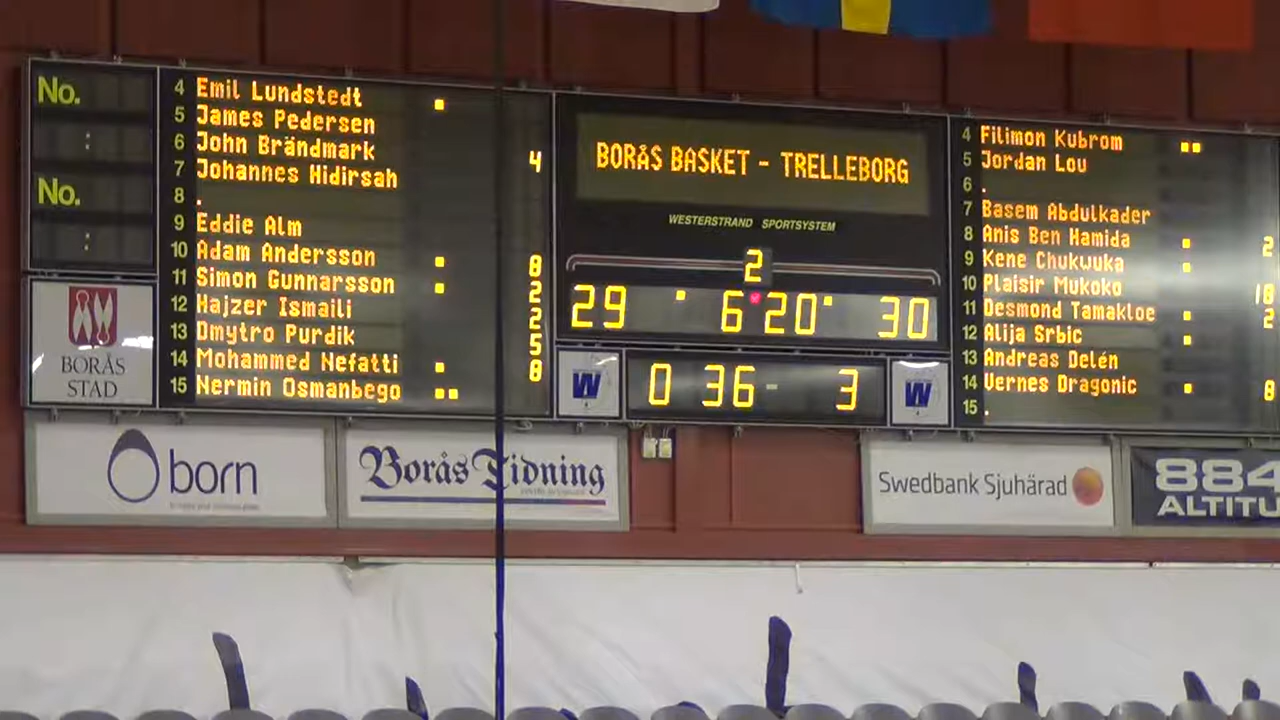 No.
:
No.
:
BORÅS
STAD
4 Emil Lundstedt
5 James Pedersen
6 John Brändmark 4
7 Johannes Hidirsah
8 .
9 Eddie Alm
10 Adam Andersson 8
11 Simon Gunnarsson 2
12 Hajzer Ismaili 2
13 Dmytro Purdik 5
14 Mohammed Nefatti 8
15 Nermin Osmanbego
BORÅS BASKET - TRELLEBORG
WESTERSTRAND SPORTSYSTEM
2
29 6:20 30
W 0 36- 3 W
4 Filimon Kubrom
5 Jordan Lou
6 .
7 Basem Abdulkader
8 Anis Ben Hamida 2
9 Kene Chukwuka
10 Plaisir Mukoko 18
11 Desmond Tamakloe 2
12 Alija Srbic
13 Andreas Delén
14 Vernes Dragonic 8
15 .
born
Borås Tidning
Swedbank Sjuhärad
884
ALTITU